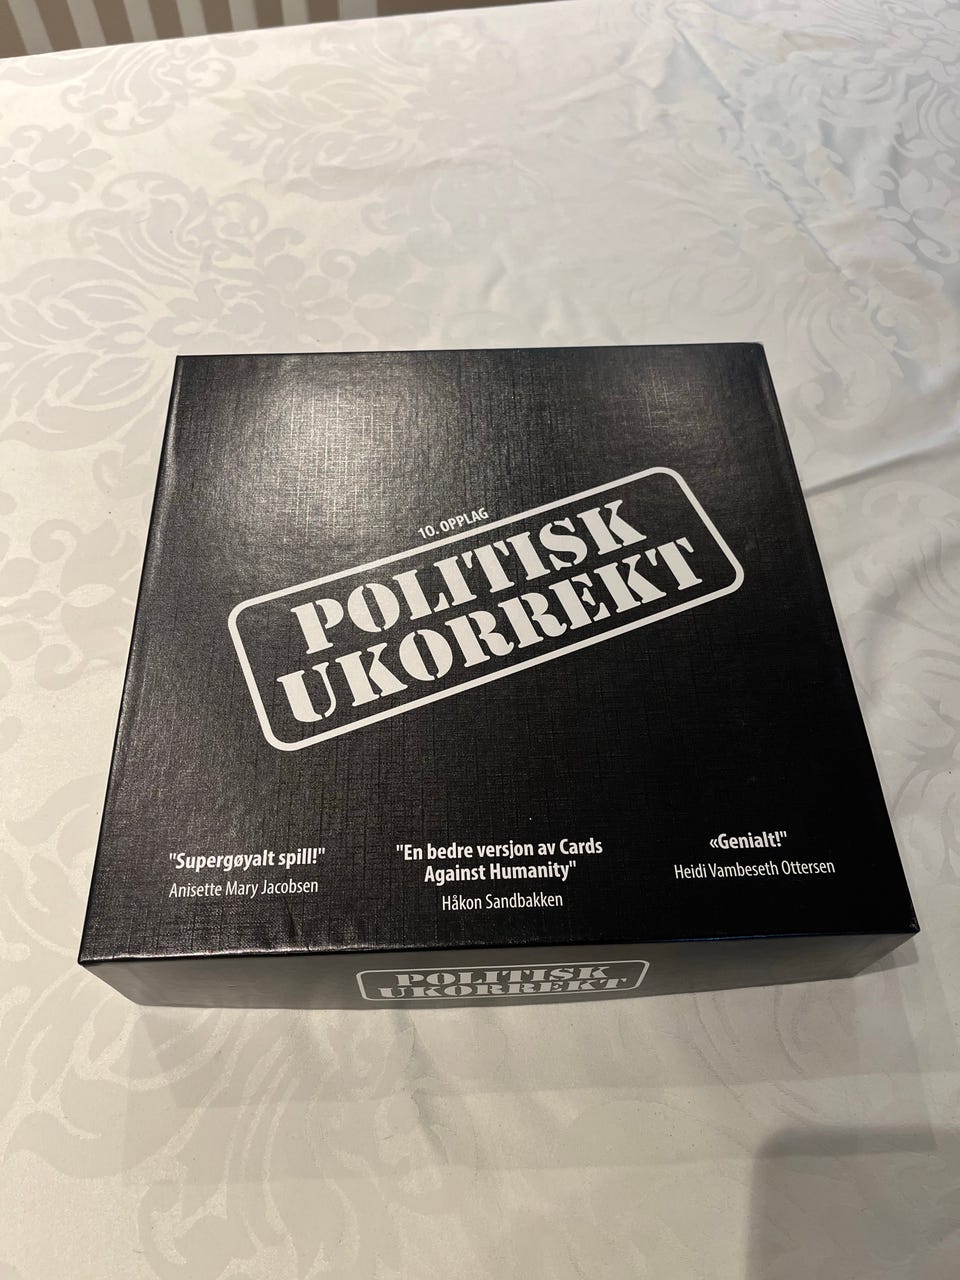 10. OPPLAG
POLITISK
UKORREKT
"Supergøyalt spill!"
Anisette Mary Jacobsen
"En bedre versjon av Cards
Against Humanity"
Håkon Sandbakken
«Genialt!"
Heidi Vambeseth Ottersen
POLITISK
UKORREKT